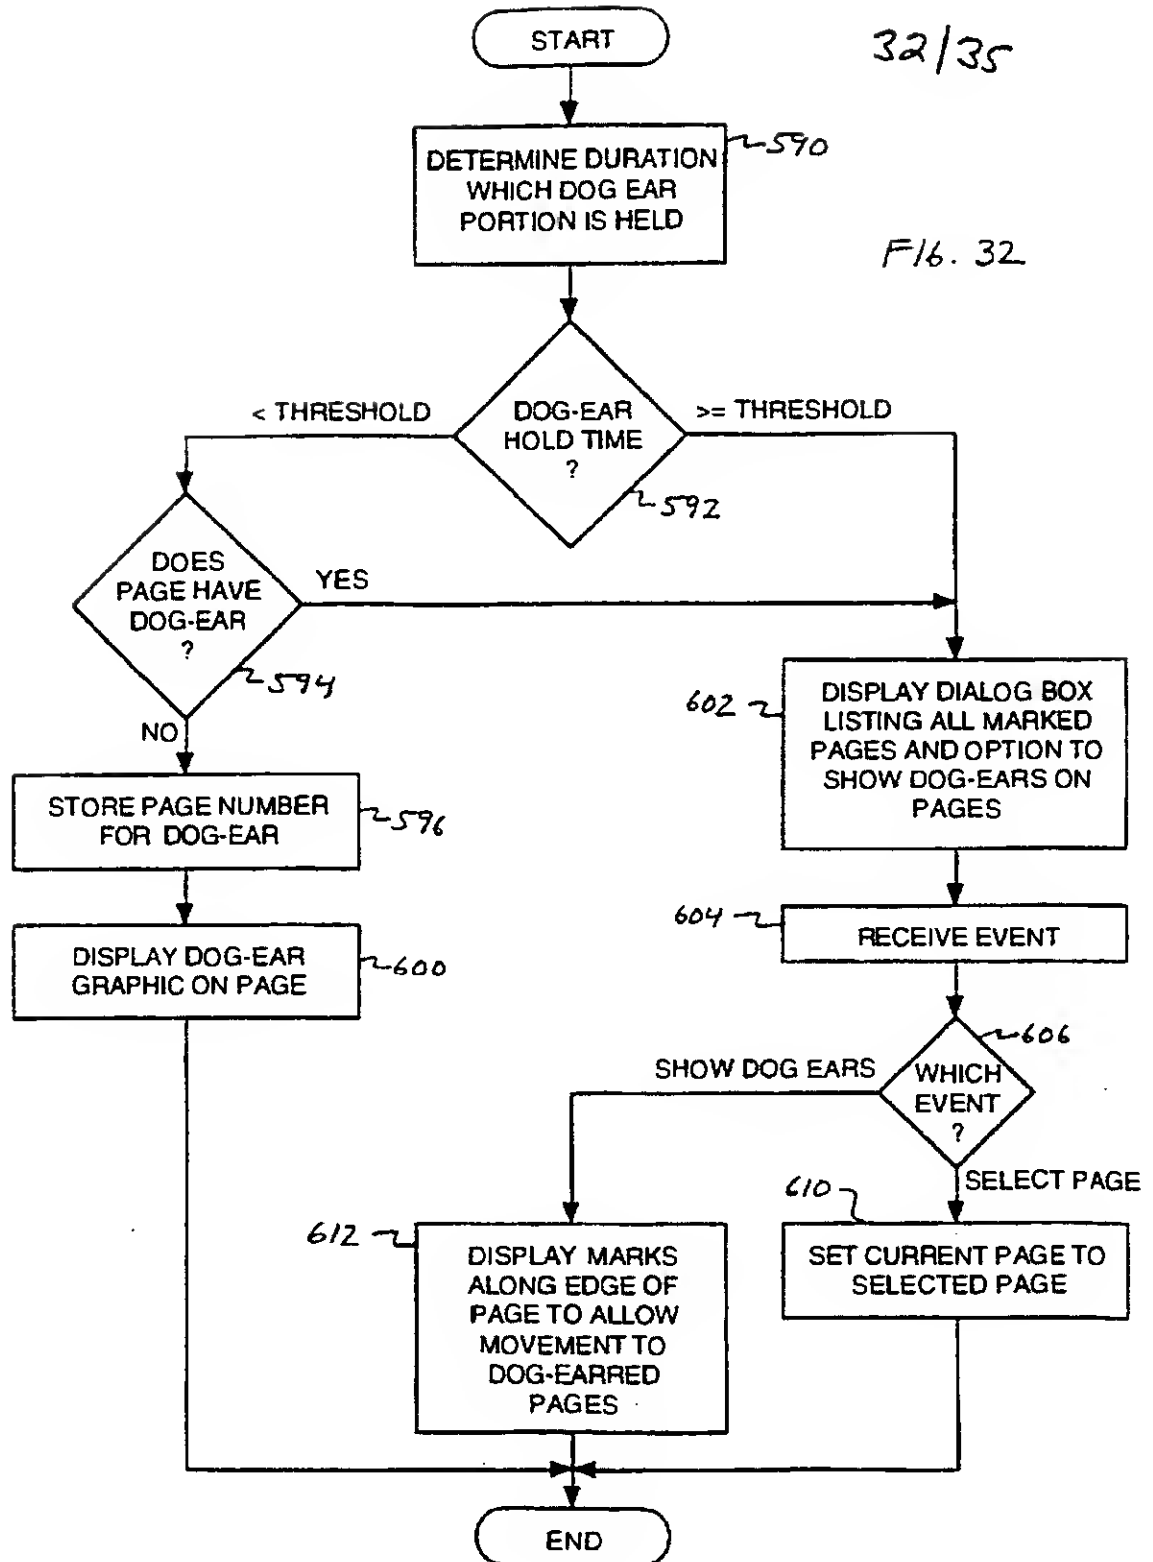 START
32/35
DETERMINE DURATION
WHICH DOG EAR
PORTION IS HELD
590
FIG. 32
< THRESHOLD
DOG-EAR
HOLD TIME
?
>= THRESHOLD
592
DOES
PAGE HAVE
DOG-EAR
?
YES
594
NO
602
DISPLAY DIALOG BOX
LISTING ALL MARKED
PAGES AND OPTION TO
SHOW DOG-EARS ON
PAGES
STORE PAGE NUMBER
FOR DOG-EAR
596
604
RECEIVE EVENT
DISPLAY DOG-EAR
GRAPHIC ON PAGE
600
606
SHOW DOG EARS
WHICH
EVENT
?
SELECT PAGE
610
612
DISPLAY MARKS
ALONG EDGE OF
PAGE TO ALLOW
MOVEMENT TO
DOG-EARRED
PAGES
SET CURRENT PAGE TO
SELECTED PAGE
END